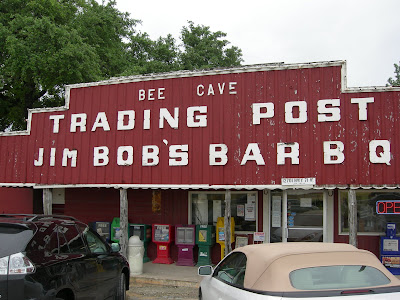 BEE CAVE
TRADING POST
JIM BOB'S BAR B Q